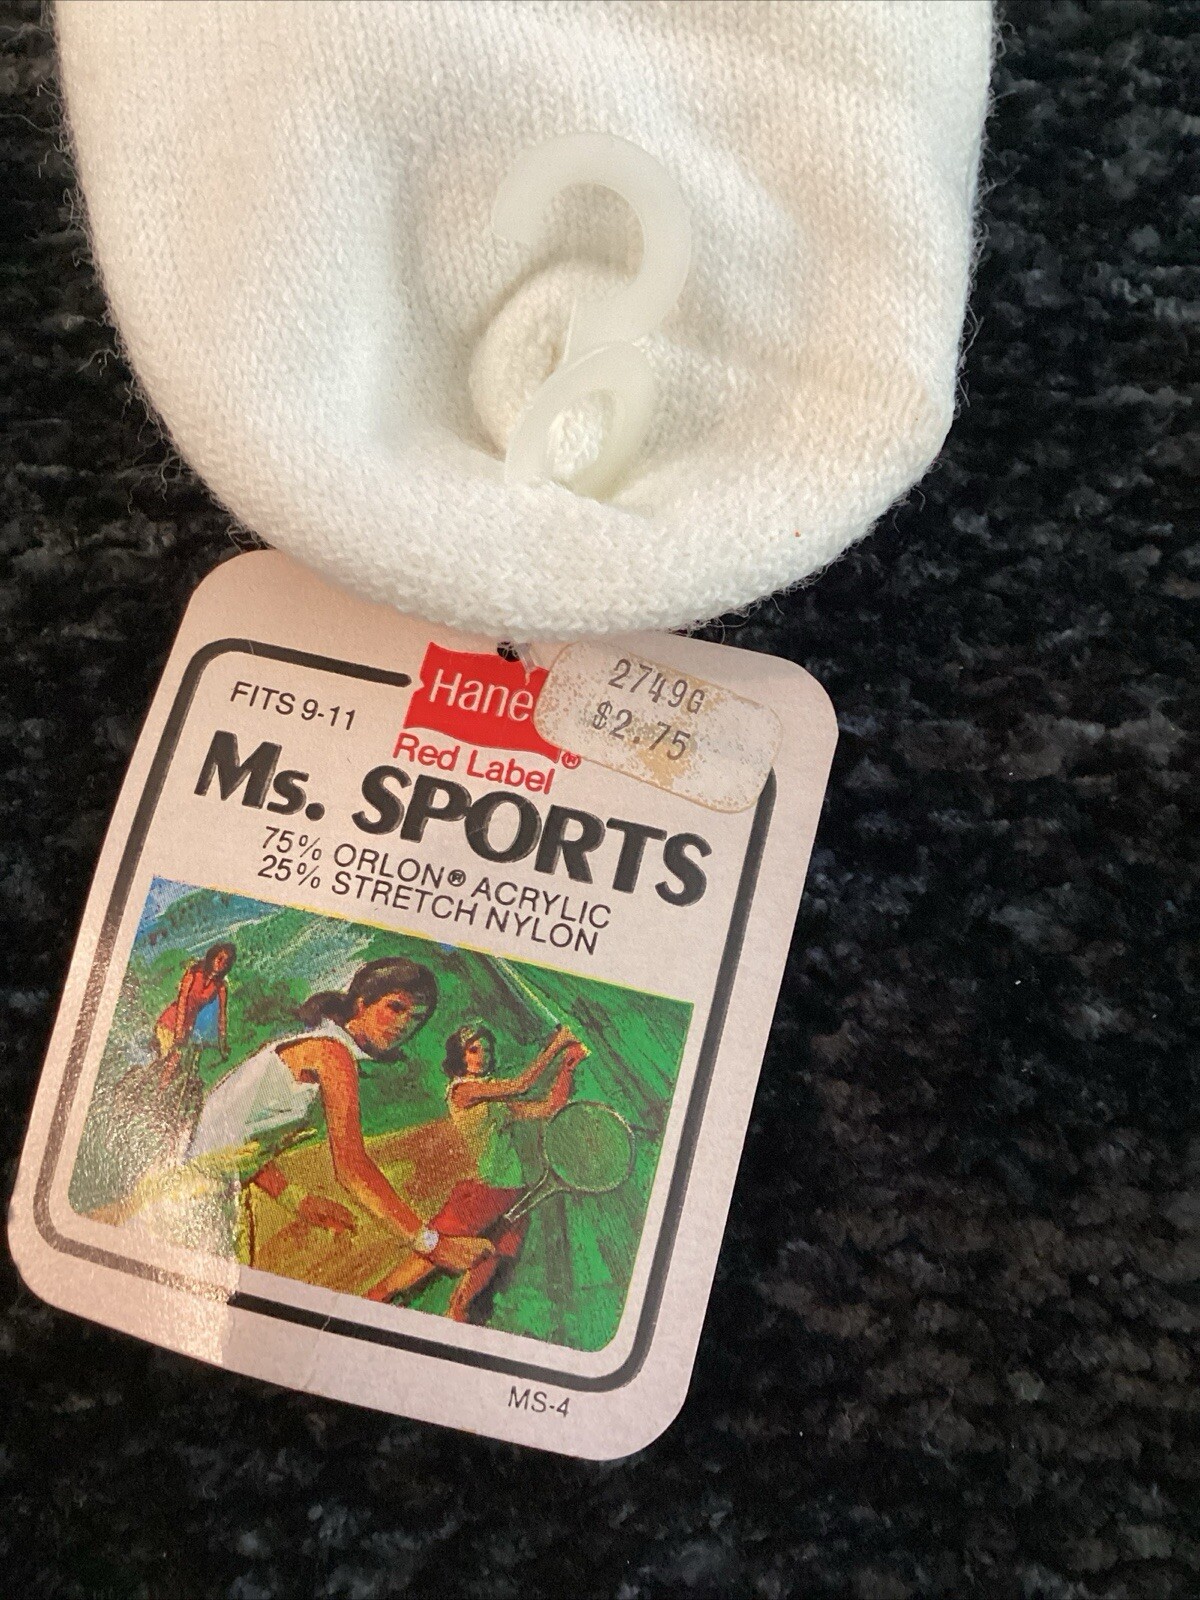 FITS 9-11
Hane
Red Label®
2749G
$2.75
Ms. SPORTS
75% ORLON® ACRYLIC
25% STRETCH NYLON
MS-4